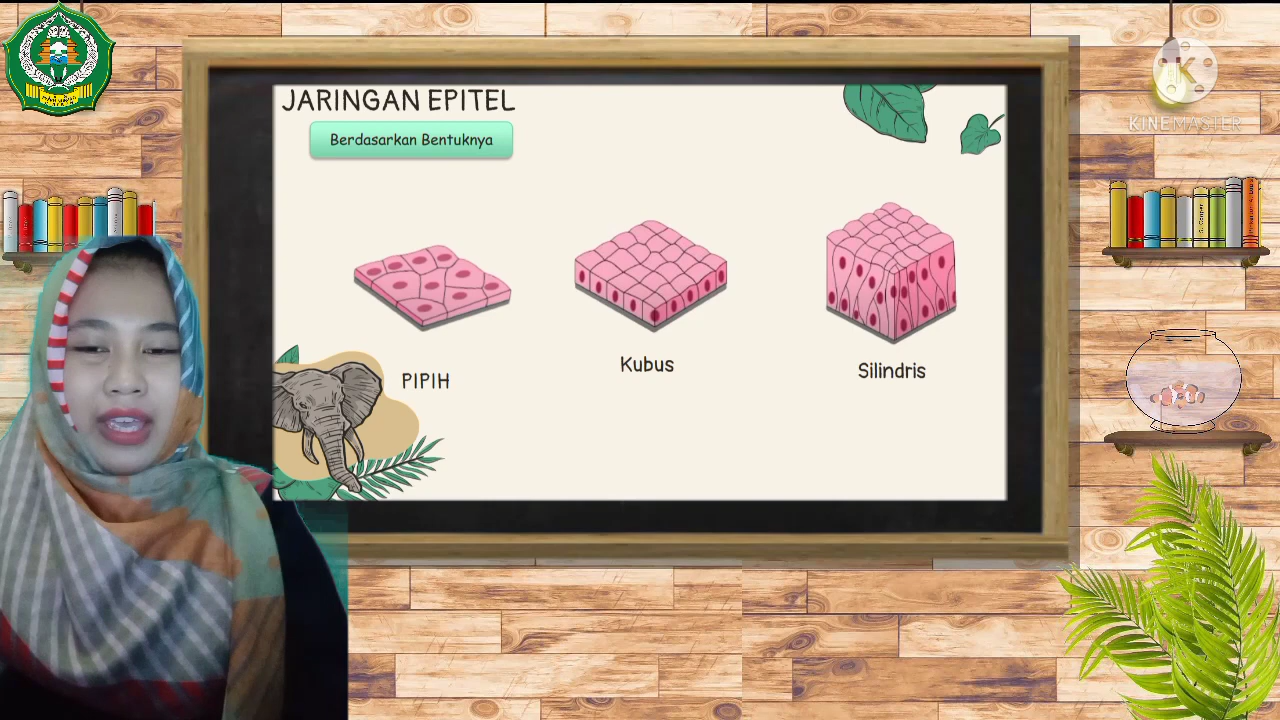 JARINGAN EPITEL
Berdasarkan Bentuknya
KINEMASTER
PIPIH
Kubus
Silindris